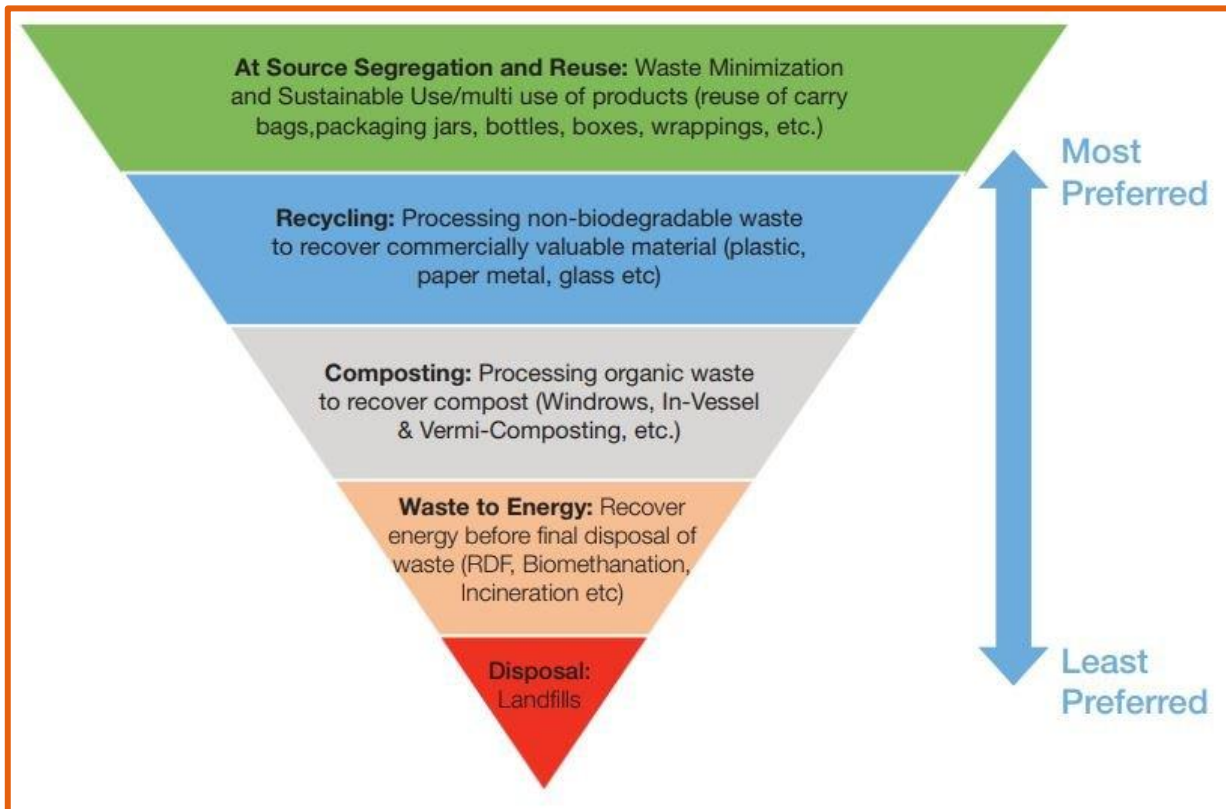 At Source Segregation and Reuse: Waste Minimization
and Sustainable Use/multi use of products (reuse of carry
bags,packaging jars, bottles, boxes, wrappings, etc.)
Most
Preferred
Recycling: Processing non-biodegradable waste
to recover commercially valuable material (plastic,
paper metal, glass etc)
Composting: Processing organic waste
to recover compost (Windrows, In-Vessel
& Vermi-Composting, etc.)
Waste to Energy: Recover
energy before final disposal of
waste (RDF, Biomethanation,
Incineration etc)
Disposal:
Landfills
Least
Preferred